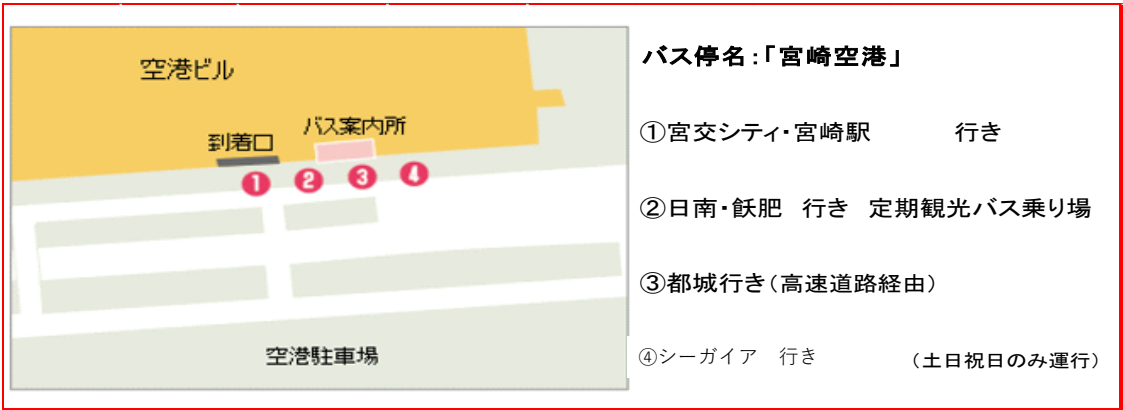 空港ビル
到着口
バス案内所
❶ ❷ ❸ ❹
空港駐車場
バス停名:「宮崎空港」
①宮交シティ・宮崎駅 行き
②日南・飫肥 行き 定期観光バス乗り場
③都城行き(高速道路経由)
④シーガイア 行き (土日祝日のみ運行)